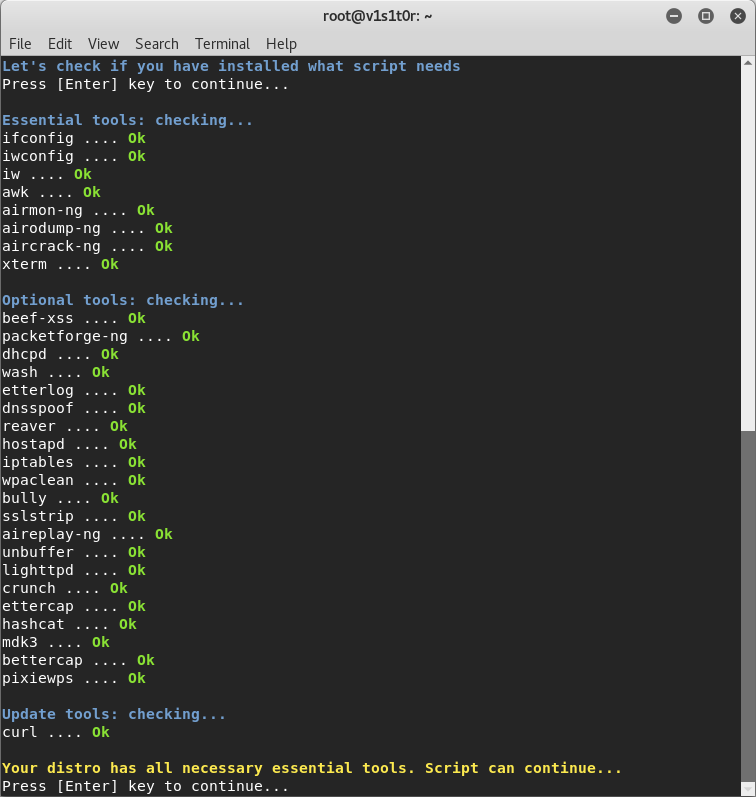 root@v1s1t0r: ~
File Edit View Search Terminal Help
Let's check if you have installed what script needs
Press [Enter] key to continue...
Essential tools: checking...
ifconfig .... Ok
iwconfig .... Ok
iw .... Ok
awk .... Ok
airmon-ng .... Ok
airodump-ng .... Ok
aircrack-ng .... Ok
xterm .... Ok
Optional tools: checking...
beef-xss .... Ok
packetforge-ng .... Ok
dhcpd .... Ok
wash .... Ok
etterlog .... Ok
dnsspoof .... Ok
reaver .... Ok
hostapd .... Ok
iptables .... Ok
wpaclean .... Ok
bully .... Ok
sslstrip .... Ok
aireplay-ng .... Ok
unbuffer .... Ok
lighttpd .... Ok
crunch .... Ok
ettercap .... Ok
hashcat .... Ok
mdk3 .... Ok
bettercap .... Ok
pixiewps .... Ok
Update tools: checking...
curl .... Ok
Your distro has all necessary essential tools. Script can continue...
Press [Enter] key to continue...